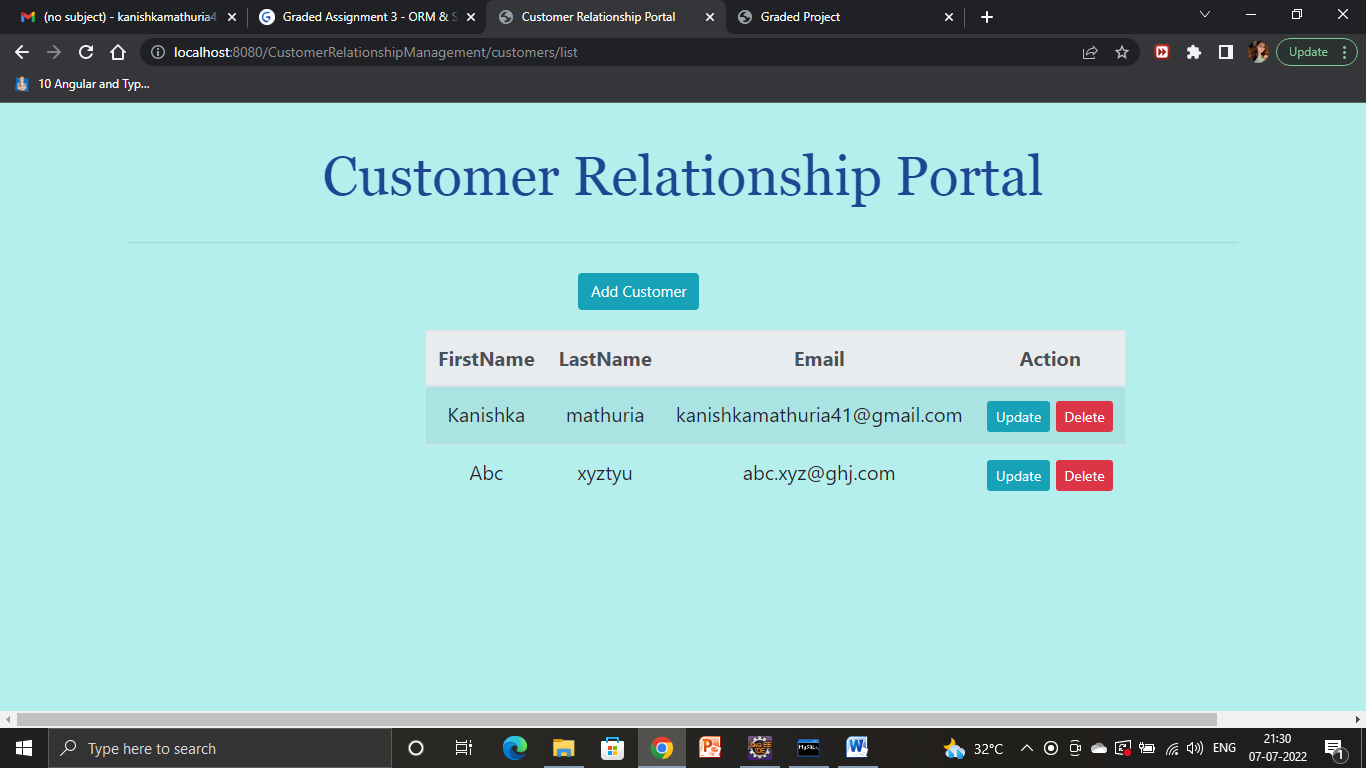 (no subject) - kanishkamathuria4
Graded Assignment 3 - ORM & S
Customer Relationship Portal
Graded Project
localhost:8080/CustomerRelationshipManagement/customers/list
Update
10 Angular and Typ...
Customer Relationship Portal
Add Customer
FirstName LastName Email Action
Kanishka mathuria kanishkamathuria41@gmail.com Update Delete
Abc xyztyu abc.xyz@ghj.com Update Delete
Type here to search
32°C
ENG
21:30
07-07-2022
1